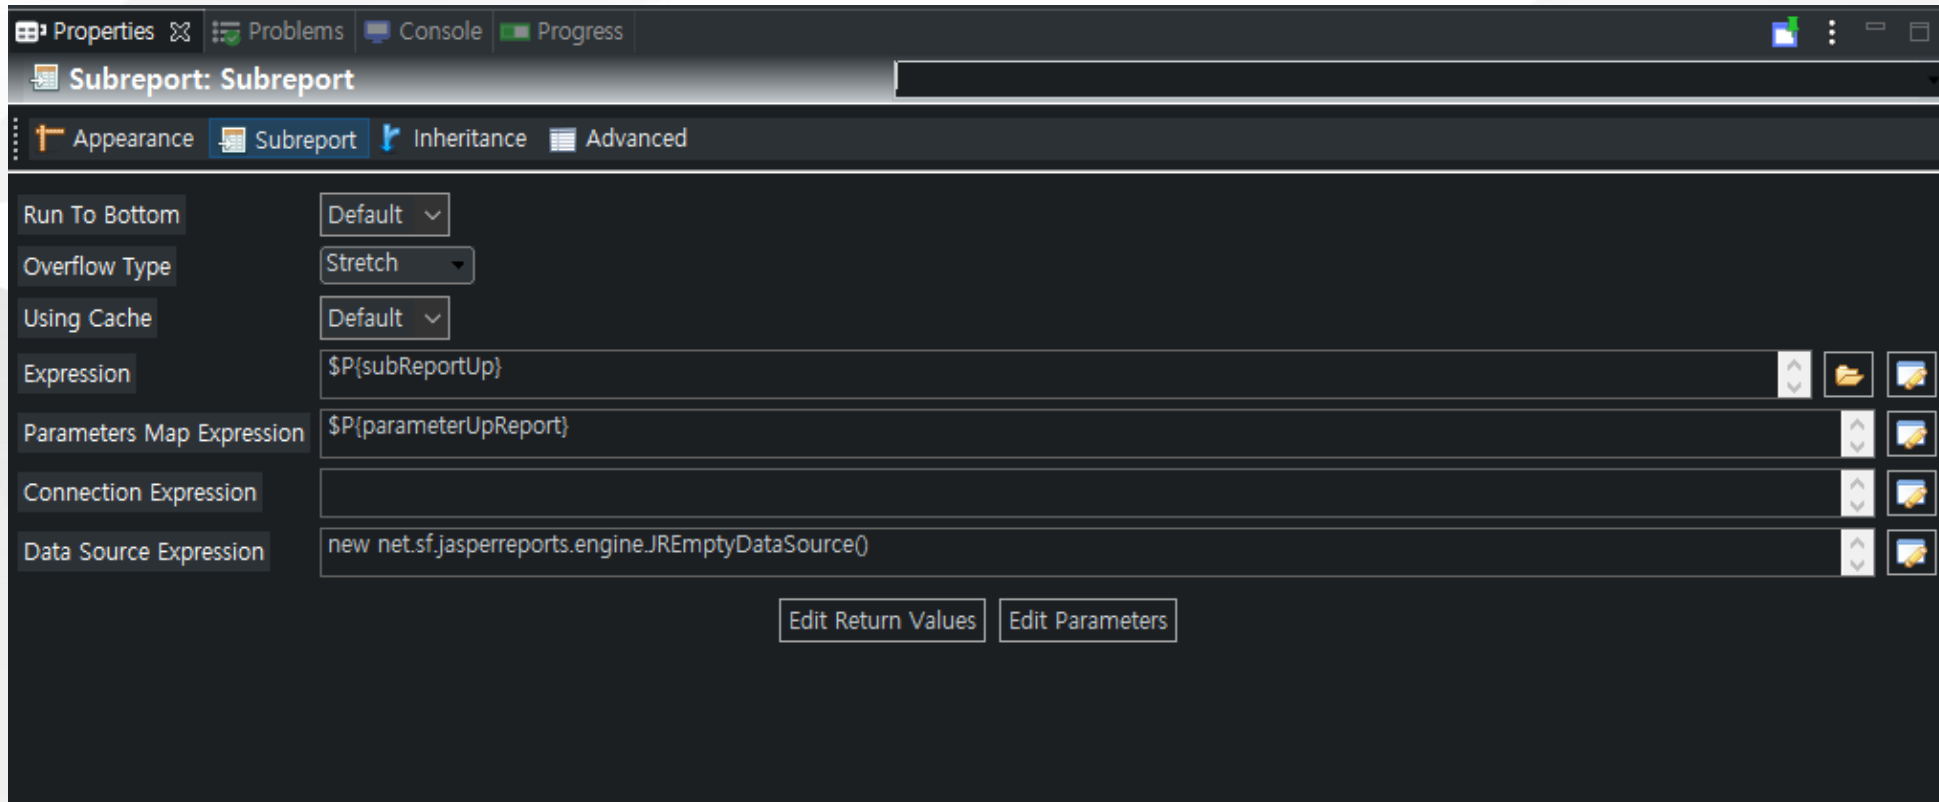 Properties Problems Console Progress
Subreport: Subreport
Appearance Subreport Inheritance Advanced
Run To Bottom Default
Overflow Type Stretch
Using Cache Default
Expression $P{subReportUp}
Parameters Map Expression $P{parameterUpReport}
Connection Expression
Data Source Expression new net.sf.jasperreports.engine.JREmptyDataSource()
Edit Return Values Edit Parameters